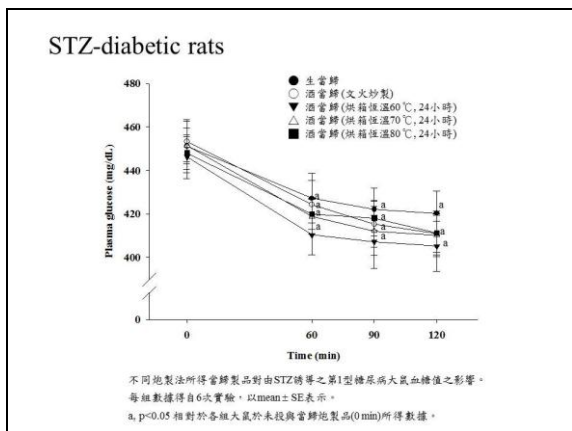 STZ-diabetic rats
480
460
440
420
400
0
Plasma glucose (mg/dL)
生當歸
酒當歸(文火炒製)
酒當歸(烘箱恆溫60℃, 24小時)
酒當歸(烘箱恆溫70℃, 24小時)
酒當歸(烘箱恆溫80℃, 24小時)
a
a
a
a
a
a
a
a
a
a
0
60
90
120
Time (min)
不同炮製法所得當歸製品對由STZ誘導之第1型糖尿病大鼠血糖值之影響。
每組數據得自6次實驗，以mean± SE表示。
a, p<0.05 相對於各組大鼠於未投與當歸炮製品(0 min)所得數據。